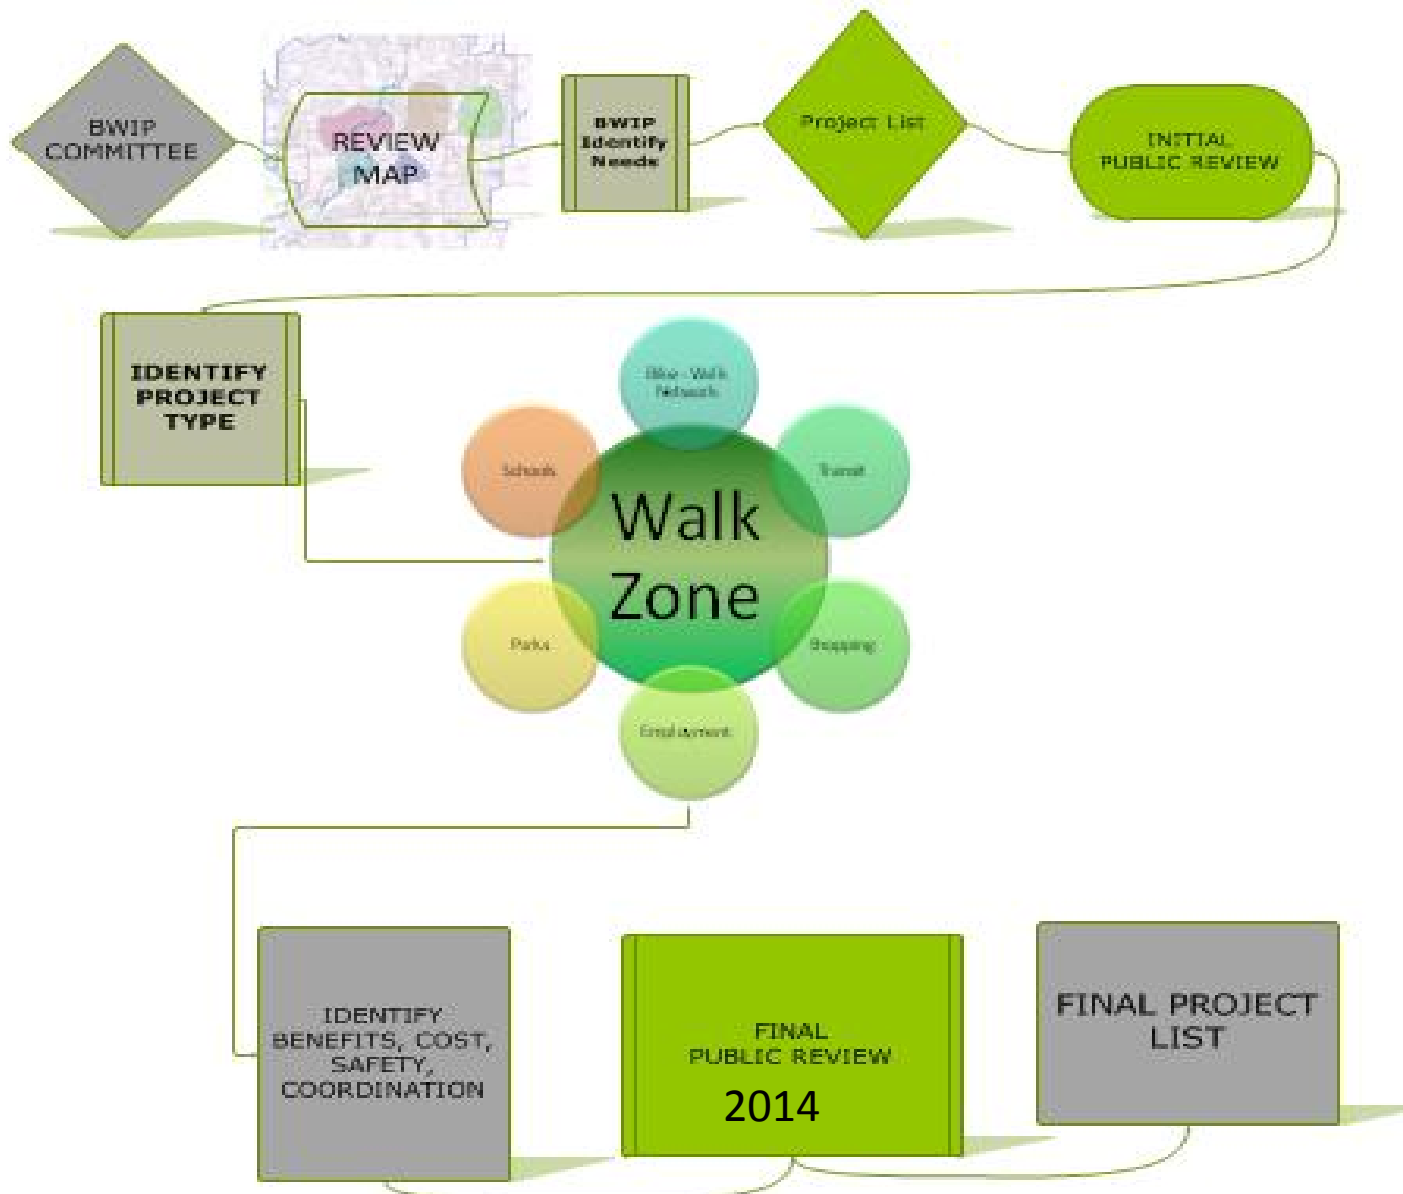 BWIP
COMMITTEE
REVIEW
MAP
BWIP
Identify
Needs
Project List
INITIAL
PUBLIC REVIEW
IDENTIFY
PROJECT
TYPE
Bike - Walk
Network
Schools
Transit
Walk
Zone
Parks
Shopping
Employment
IDENTIFY
BENEFITS, COST,
SAFETY,
COORDINATION
FINAL
PUBLIC REVIEW
2014
FINAL PROJECT
LIST